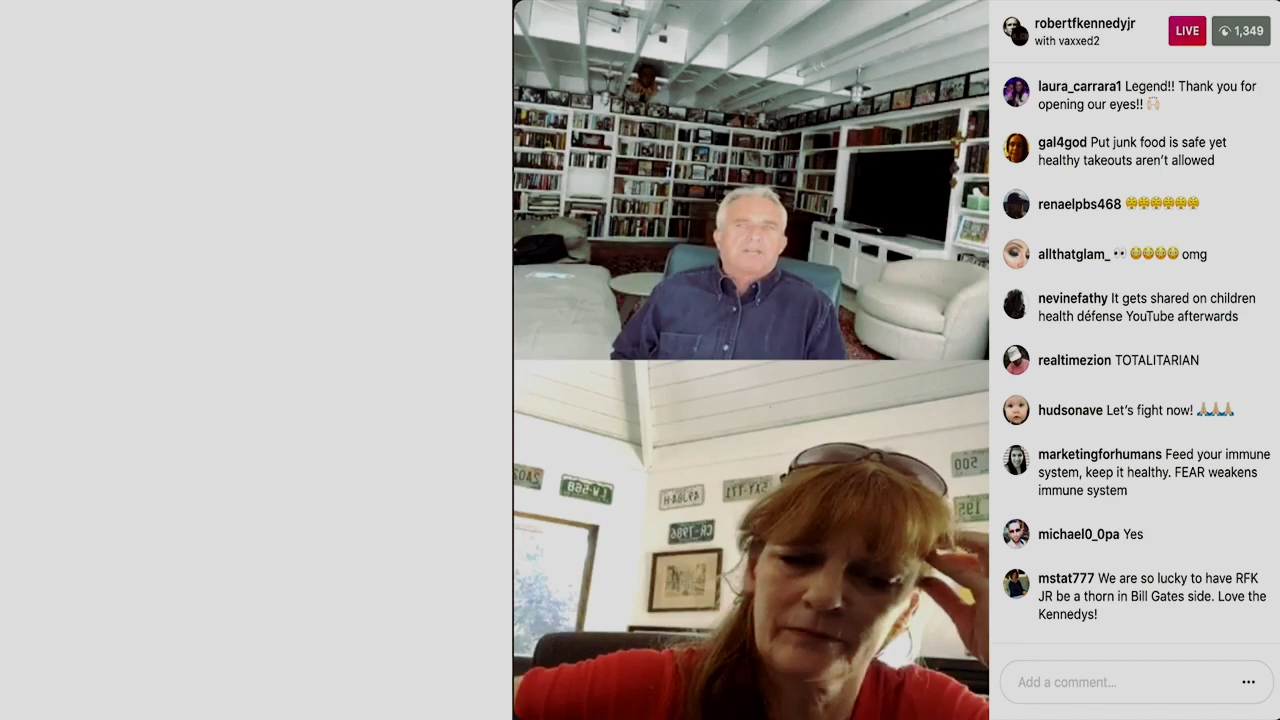 robertfkennedyjr
with vaxxed2
LIVE
1,349
laura_carrara1 Legend!! Thank you for
opening our eyes!! 🙌🏻
gal4god Put junk food is safe yet
healthy takeouts aren't allowed
renaelpbs468 😤😤😤😤😤😤
allthatglam_ 👀 😂😂😂😂 omg
nevinefathy It gets shared on children
health défense YouTube afterwards
realtimezion TOTALITARIAN
hudsonave Let's fight now! 🙏🏼🙏🏼🙏🏼
marketingforhumans Feed your immune
system, keep it healthy. FEAR weakens
immune system
michael0_0pa Yes
mstat777 We are so lucky to have RFK
JR be a thorn in Bill Gates side. Love the
Kennedys!
Add a comment...